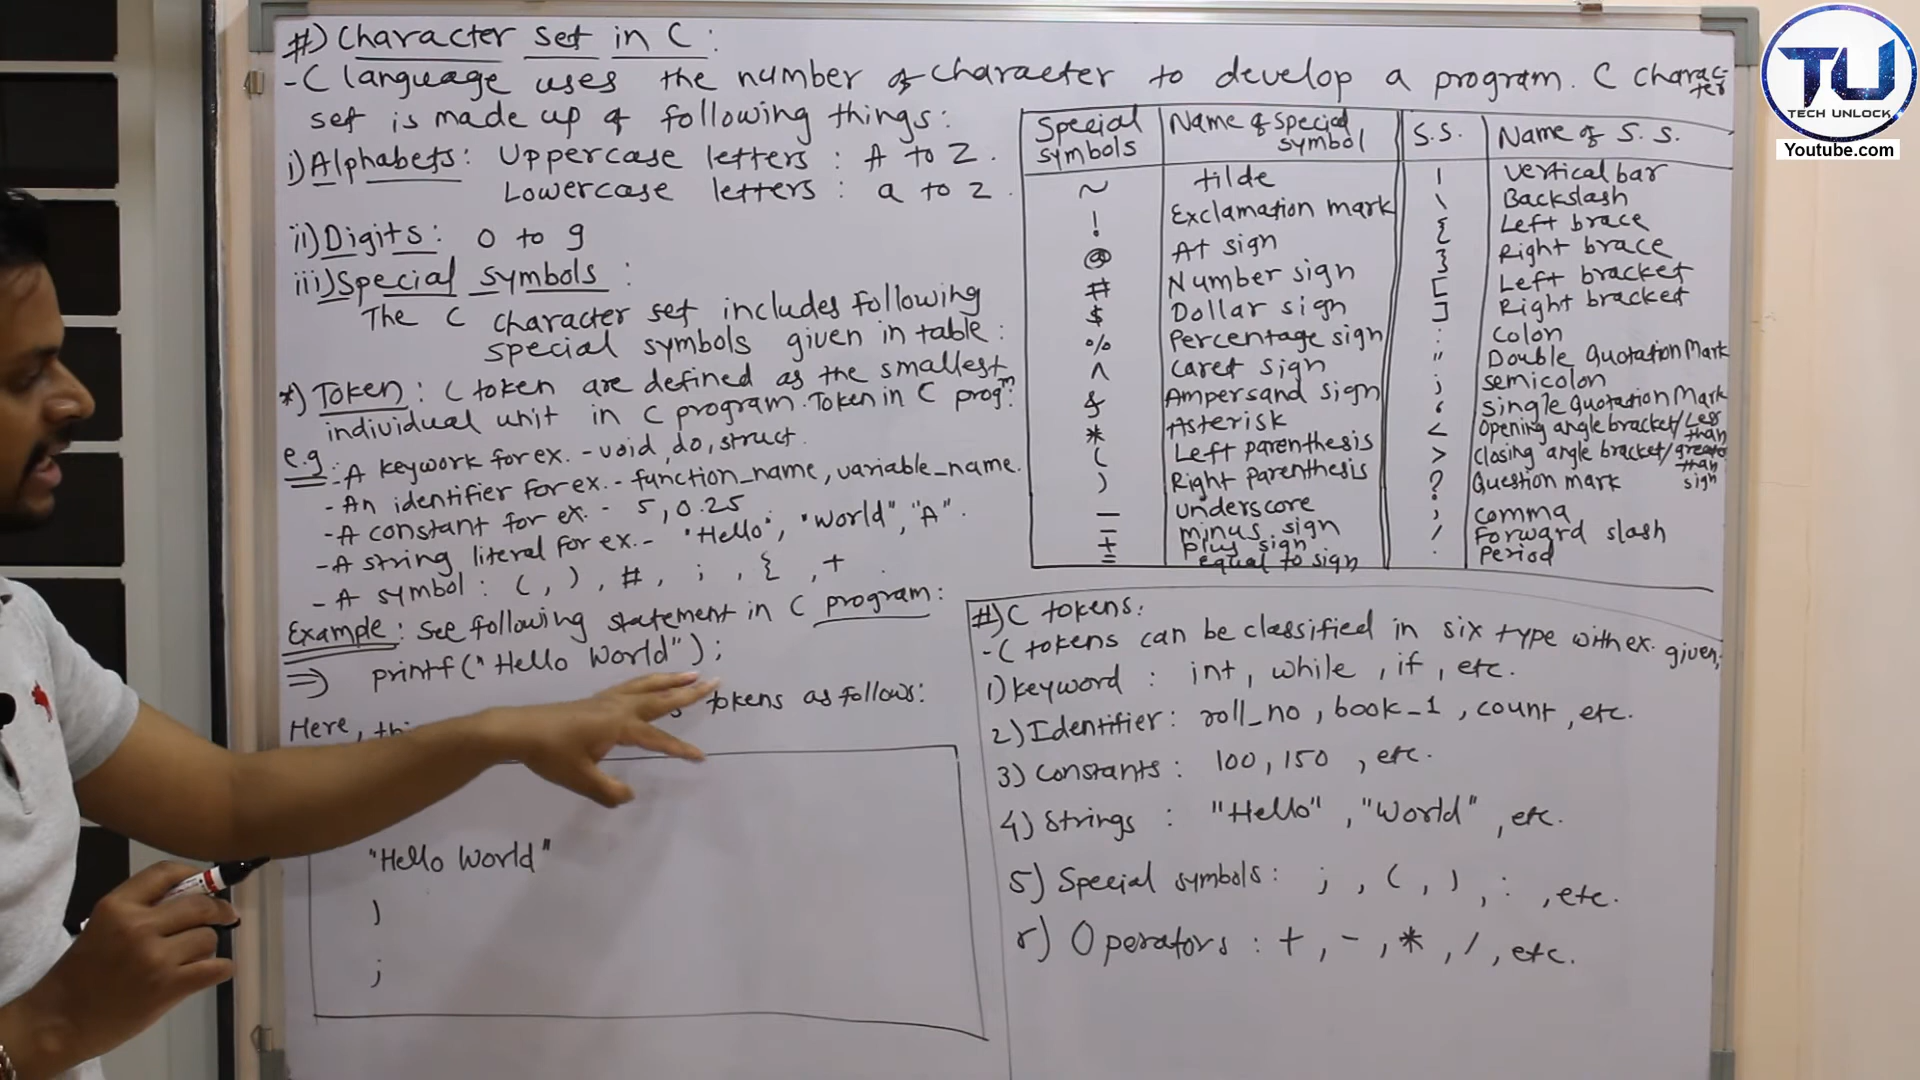 #) Character set in C :
- C language uses the number of character to develop a program. C charac-
ter
set is made up of following things :
i) Alphabets : Uppercase letters : A to Z .
Lowercase letters : a to z .
ii) Digits : 0 to 9
iii) Special symbols :
The C character set includes following
special symbols given in table :
*) Token : C token are defined as the smallest
individual unit in C program. Token in C progm?
e.g.
- A keywork for ex. - void, do, struct.
- An identifier for ex. - function_name, variable_name.
- A constant for ex. - 5, 0.25
- A string literal for ex. - "Hello", "World", "A".
- A symbol : (, ), #, ; , { , + .
Example : See following statement in C program :
=> printf("Hello World");
Here, tokens as follows :
"Hello World"
)
;
Special symbols | Name of special symbol | S.S. | Name of S. S.
~ | tilde | | | Vertical bar
! | Exclamation mark | \ | Backslash
@ | At sign | { | Left brace
# | Number sign | } | Right brace
$ | Dollar sign | [ | Left bracket
% | Percentage sign | ] | Right bracket
^ | Caret sign | : | Colon
& | Ampersand sign | " | Double Quotation Mark
* | Asterisk | ; | semicolon
( | Left parenthesis | ‘ | Single Quotation Mark
) | Right parenthesis | < | Opening angle bracket/Less than
_ | underscore | > | Closing angle bracket/greater than sign
- | minus sign | ? | Question mark
+ | plus sign | , | comma
= | equal to sign | / | Forward slash
. | Period
#) C tokens :
- C tokens can be classified in six type with ex. given;
1) Keyword : int, while, if, etc.
2) Identifier : roll_no, book_1, count, etc.
3) Constants : 100, 150 , etc.
4) Strings : "Hello", "World" , etc.
5) Special symbols : ; , ( , ) , : , etc.
r) Operators : + , - , * , / , etc.
TU
TECH UNLOCK
Youtube.com